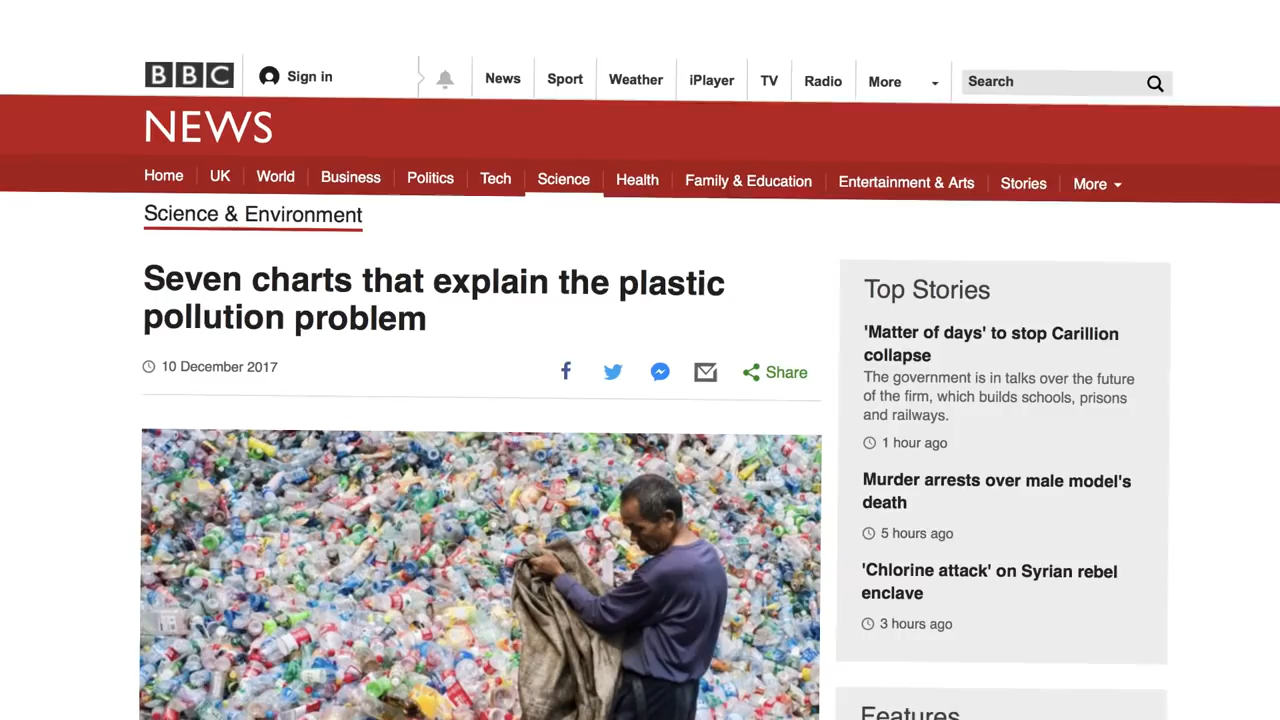 BBC Sign in News Sport Weather iPlayer TV Radio More Search
NEWS
Home UK World Business Politics Tech Science Health Family & Education Entertainment & Arts Stories More
Science & Environment
Seven charts that explain the plastic
pollution problem
10 December 2017
Share
Top Stories
'Matter of days' to stop Carillion
collapse
The government is in talks over the future
of the firm, which builds schools, prisons
and railways.
1 hour ago
Murder arrests over male model's
death
5 hours ago
'Chlorine attack' on Syrian rebel
enclave
3 hours ago
Features